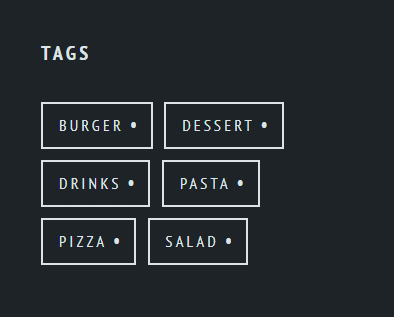 TAGS
BURGER • DESSERT •
DRINKS • PASTA •
PIZZA • SALAD •